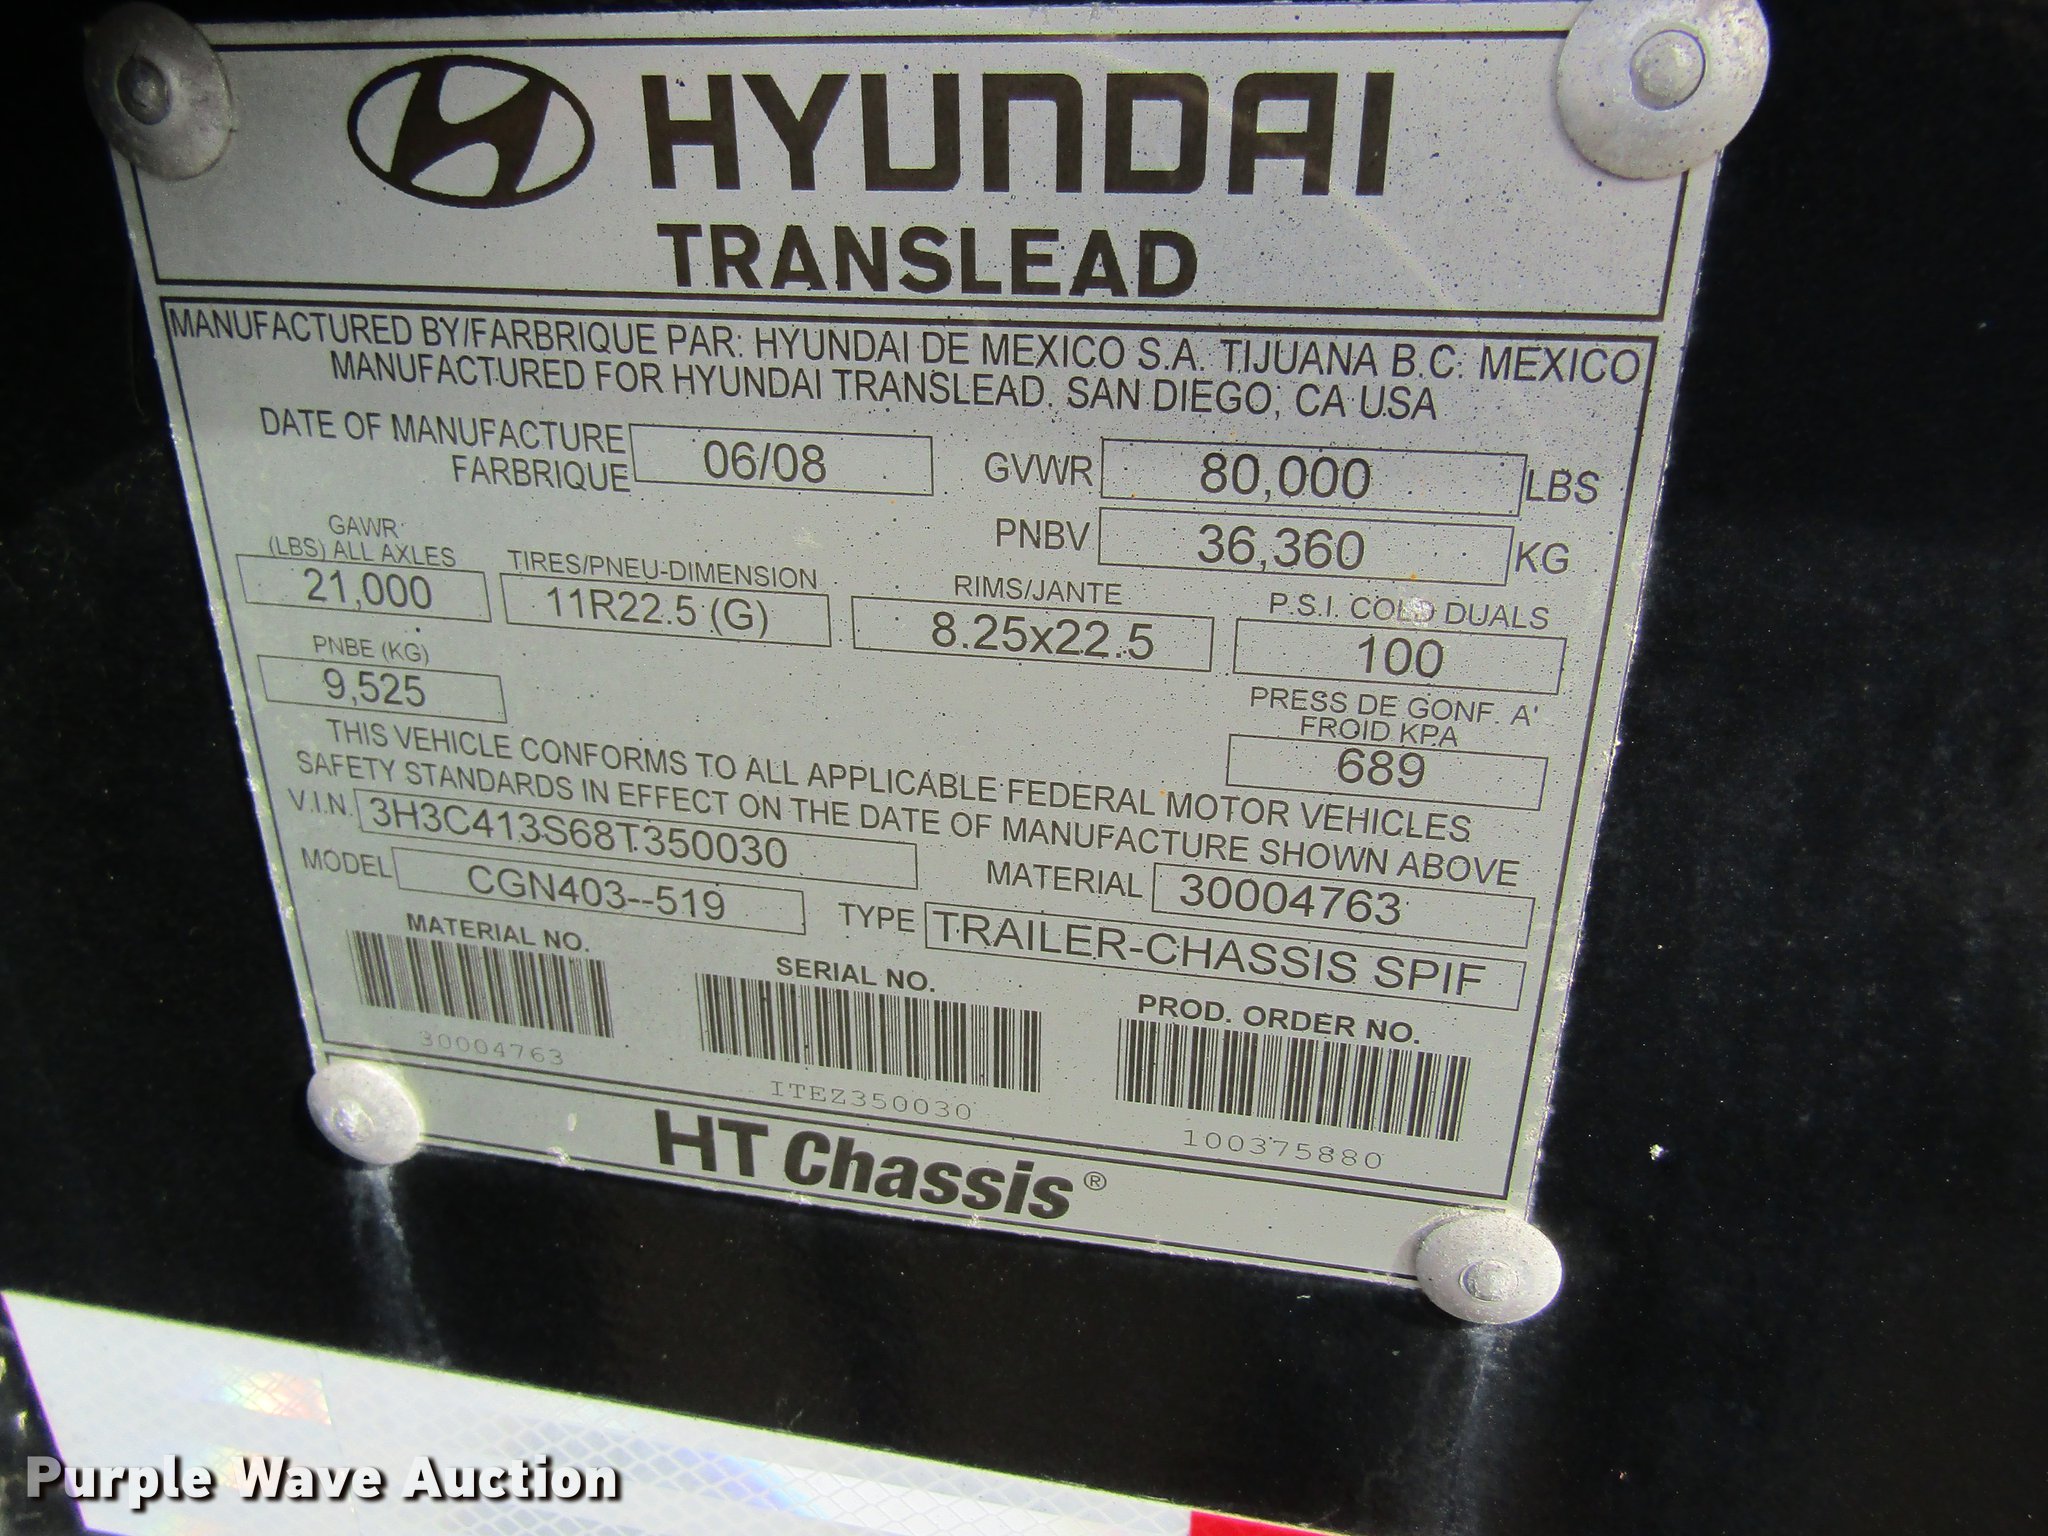 HYUNDAI
TRANSLEAD
MANUFACTURED BY/FARBRIQUE PAR: HYUNDAI DE MEXICO S.A. TIJUANA B.C. MEXICO
MANUFACTURED FOR HYUNDAI TRANSLEAD. SAN DIEGO, CA USA
DATE OF MANUFACTURE
FARBRIQUE
06/08
GVWR 80,000 LBS
PNBV 36,360 KG
GAWR
(LBS) ALL AXLES
21,000
TIRES/PNEU-DIMENSION
11R22.5 (G)
RIMS/JANTE
8.25x22.5
P.S.I. COLD DUALS
100
PNBE (KG)
9,525
PRESS DE GONF. A'
FROID KPA
689
THIS VEHICLE CONFORMS TO ALL APPLICABLE FEDERAL MOTOR VEHICLES
SAFETY STANDARDS IN EFFECT ON THE DATE OF MANUFACTURE SHOWN ABOVE
V.I.N. 3H3C413S68T350030
MATERIAL 30004763
MODEL CGN403--519
TYPE TRAILER-CHASSIS SPIF
MATERIAL NO.
30004763
SERIAL NO.
ITEZ350030
PROD. ORDER NO.
100375880
HT Chassis®
Purple Wave Auction